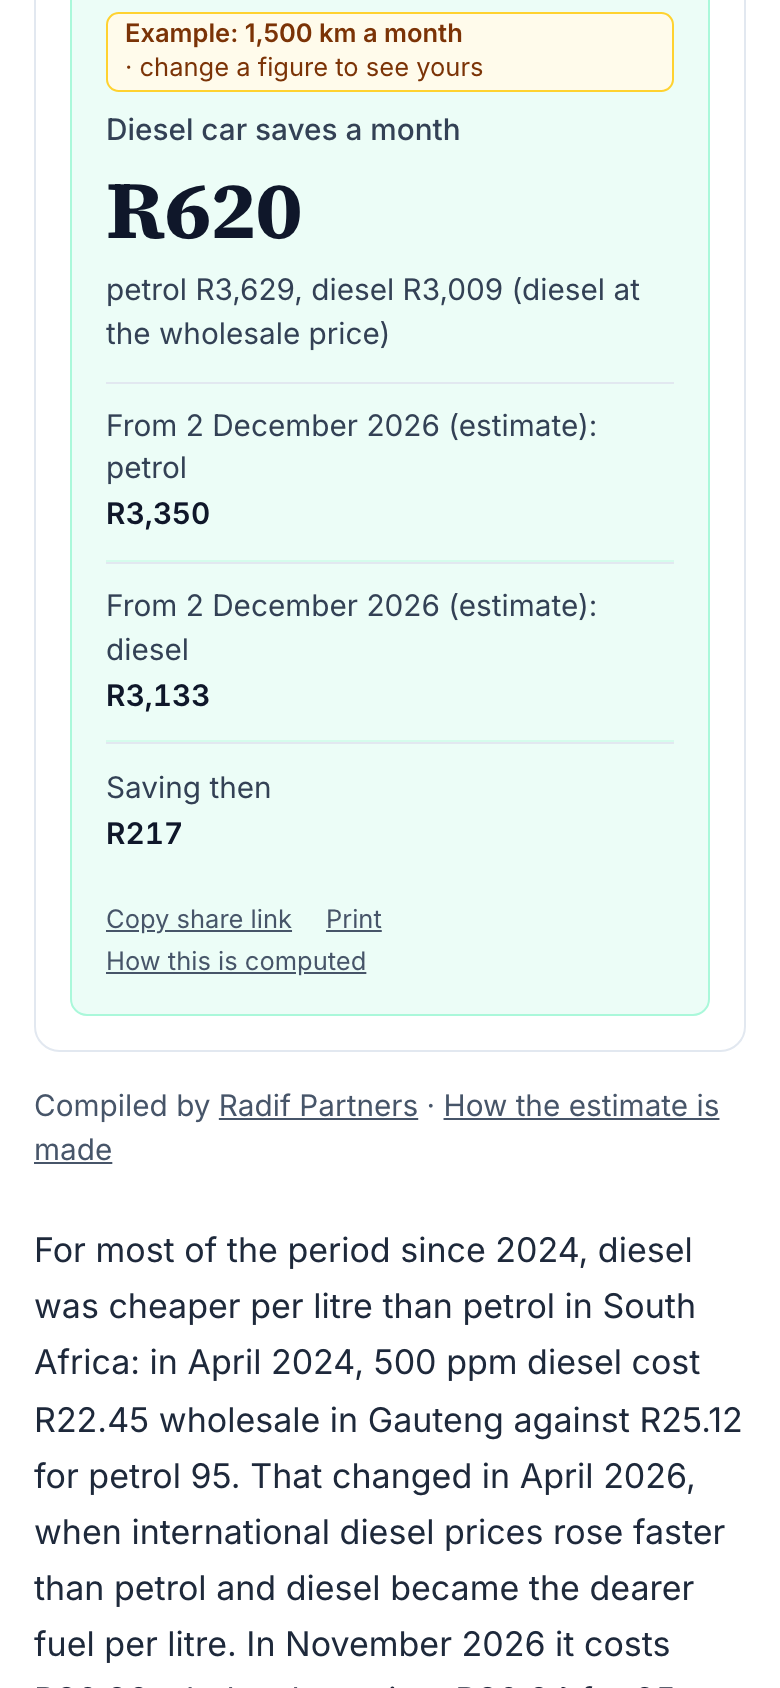 Example: 1,500 km a month
· change a figure to see yours
Diesel car saves a month
R620
petrol R3,629, diesel R3,009 (diesel at
the wholesale price)
From 2 December 2026 (estimate):
petrol
R3,350
From 2 December 2026 (estimate):
diesel
R3,133
Saving then
R217
Copy share link Print
How this is computed
Compiled by Radif Partners · How the estimate is
made
For most of the period since 2024, diesel
was cheaper per litre than petrol in South
Africa: in April 2024, 500 ppm diesel cost
R22.45 wholesale in Gauteng against R25.12
for petrol 95. That changed in April 2026,
when international diesel prices rose faster
than petrol and diesel became the dearer
fuel per litre. In November 2026 it costs